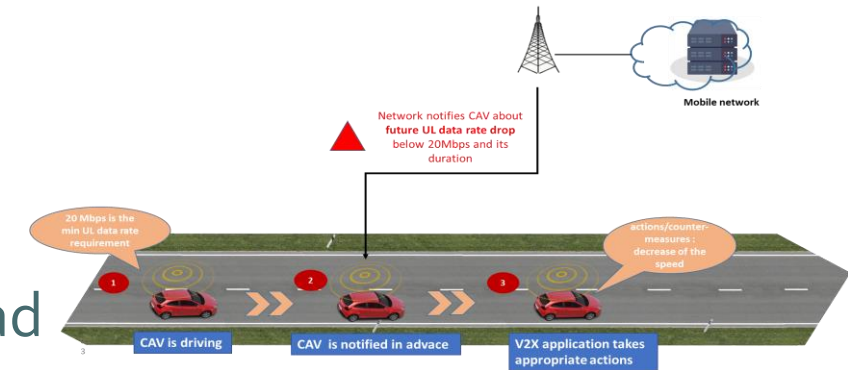 Mobile network
Network notifies CAV about
future UL data rate drop
below 20Mbps and its
duration
20 Mbps is the
min UL data rate
requirement
actions/counter-
measures :
decrease of the
speed
1
2
3
ad
3
CAV is driving
CAV  is notified in advace
V2X application takes
appropriate actions